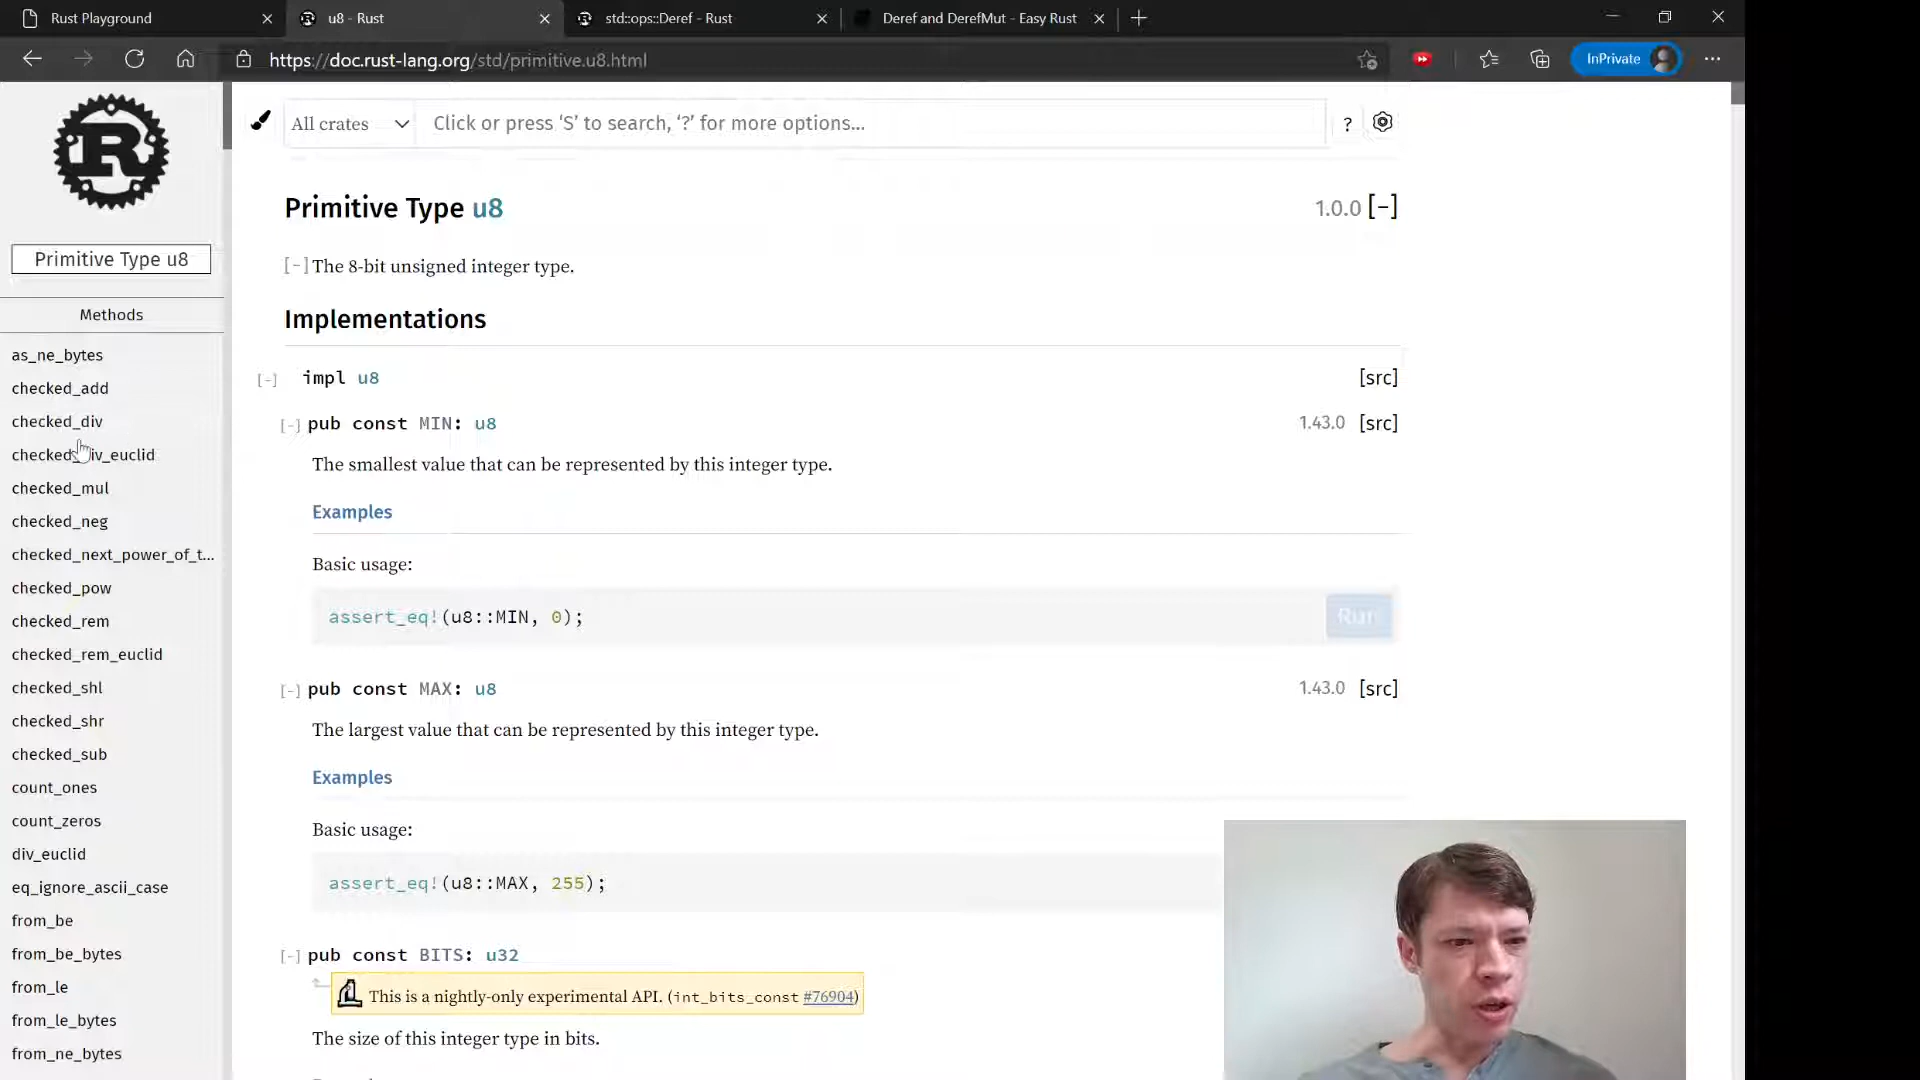 Rust Playground
u8 - Rust
std::ops::Deref - Rust
Deref and DerefMut - Easy Rust
https://doc.rust-lang.org/std/primitive.u8.html
InPrivate
R
All crates
Click or press ‘S’ to search, ‘?’ for more options…
?
Primitive Type u8
Methods
as_ne_bytes
checked_add
checked_div
checked_div_euclid
checked_mul
checked_neg
checked_next_power_of_t...
checked_pow
checked_rem
checked_rem_euclid
checked_shl
checked_shr
checked_sub
count_ones
count_zeros
div_euclid
eq_ignore_ascii_case
from_be
from_be_bytes
from_le
from_le_bytes
from_ne_bytes
Primitive Type u8
1.0.0 [-]
[-] The 8-bit unsigned integer type.
Implementations
[-] impl u8 [src]
[-] pub const MIN: u8 1.43.0 [src]
The smallest value that can be represented by this integer type.
Examples
Basic usage:
assert_eq!(u8::MIN, 0);
Run
[-] pub const MAX: u8 1.43.0 [src]
The largest value that can be represented by this integer type.
Examples
Basic usage:
assert_eq!(u8::MAX, 255);
[-] pub const BITS: u32
This is a nightly-only experimental API. (int_bits_const #76904)
The size of this integer type in bits.